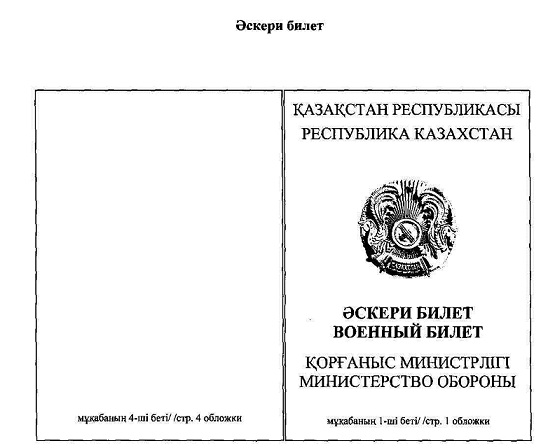 Әскери билет
ҚАЗАҚСТАН РЕСПУБЛИКАСЫ
РЕСПУБЛИКА КАЗАХСТАН
ҚАЗАҚСТАН
ӘСКЕРИ БИЛЕТ
ВОЕННЫЙ БИЛЕТ
ҚОРҒАНЫС МИНИСТРЛІГІ
МИНИСТЕРСТВО ОБОРОНЫ
мұқабаның 4-ші беті/ /стр. 4 обложки
мұқабаның 1-ші беті/ /стр. 1 обложки